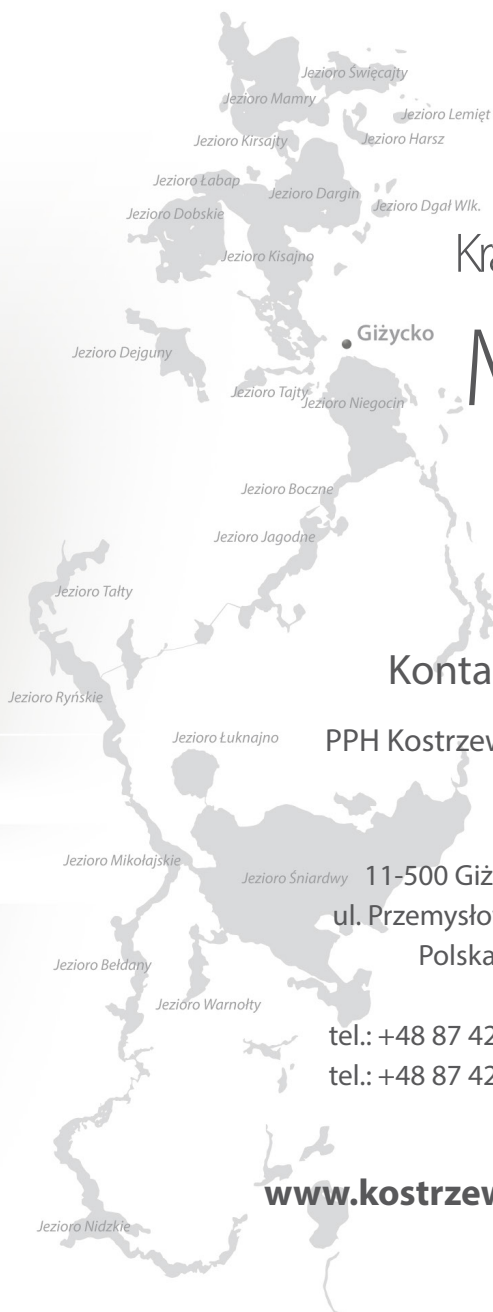 Jezioro Święcajty
Jezioro Mamry
Jezioro Lemięt
Jezioro Kirsajty
Jezioro Harsz
Jezioro Łabap
Jezioro Dargin
Jezioro Dgał Wlk.
Jezioro Dobskie
Kra
Jezioro Kisajno
Giżycko
M
Jezioro Dejguny
Jezioro Tajty
Jezioro Niegocin
Jezioro Boczne
Jezioro Jagodne
Jezioro Tałty
Konta
Jezioro Ryńskie
Jezioro Łuknajno
PPH Kostrzew
Jezioro Mikołajskie
Jezioro Śniardwy
11-500 Giż
ul. Przemysło
Polska
Jezioro Bełdany
Jezioro Warnołty
tel.: +48 87 42
tel.: +48 87 42
www.kostrzew
Jezioro Nidzkie